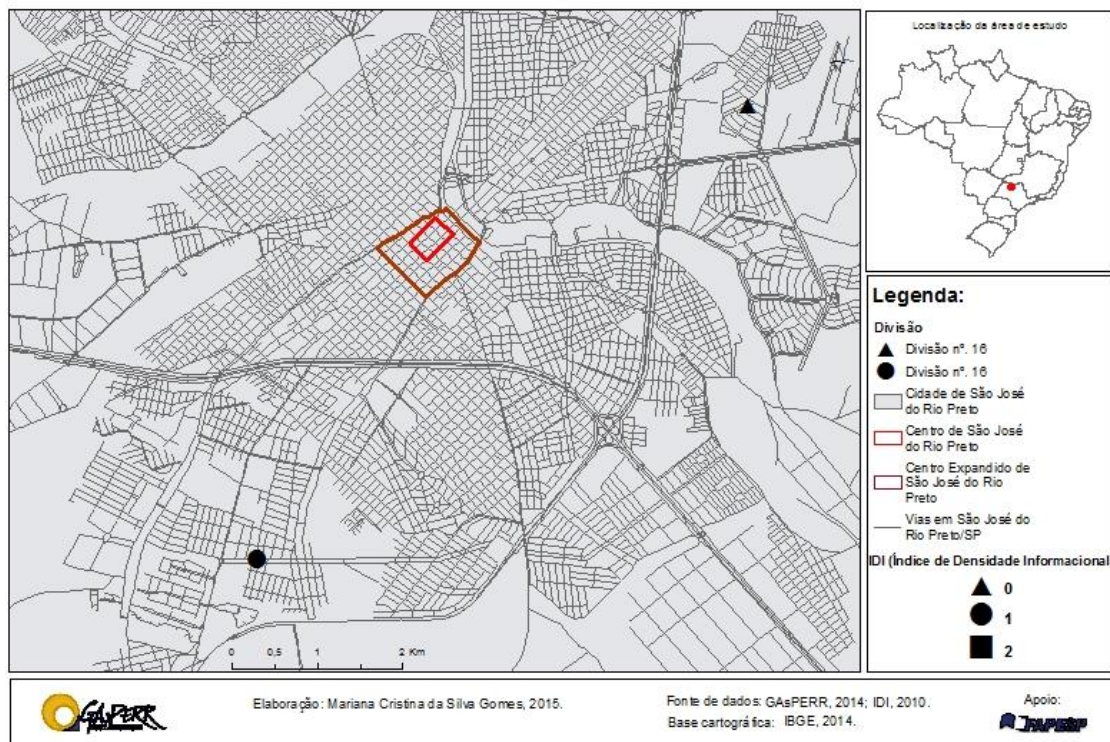 Localização da área de estudo
Legenda:
Divisão
Divisão nº. 16
Divisão nº. 16
Cidade de São José
do Rio Preto
Centro de São José
do Rio Preto
Centro Expandido de
São José do Rio
Preto
Vias em São José do
Rio Preto/SP
IDI (Índice de Densidade Informacional
0
1
2
0 0,5 1 2 Km
GAsPERR
Elaboração: Mariana Cristina da Silva Gomes, 2015.
Fonte de dados: GAsPERR, 2014; IDI, 2010.
Base cartográfica: IBGE, 2014.
Apoio:
FAPESP